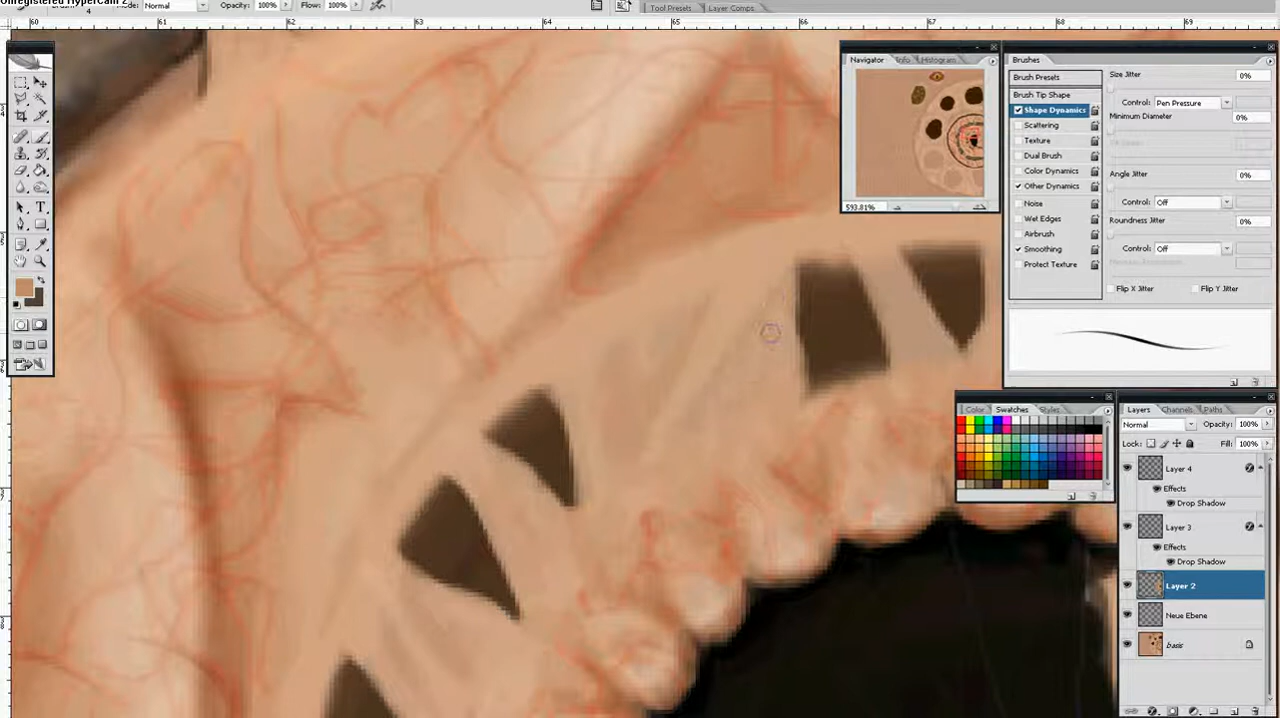 Unregistered HyperCam 2
4
Mode: Normal
Opacity: 100%
Flow: 100%
Tool Presets
Layer Comps
60
61
62
63
64
65
66
67
68
69
Navigator
Info
Histogram
593.81%
Brushes
Brush Presets
Brush Tip Shape
Shape Dynamics
Scattering
Texture
Dual Brush
Color Dynamics
Other Dynamics
Noise
Wet Edges
Airbrush
Smoothing
Protect Texture
Size Jitter
0%
Control: Pen Pressure
Minimum Diameter
0%
Angle Jitter
0%
Control: Off
Roundness Jitter
0%
Control: Off
Flip X Jitter
Flip Y Jitter
Color
Swatches
Styles
Layers
Channels
Paths
Normal
Opacity: 100%
Lock:
Fill: 100%
Layer 4
Effects
Drop Shadow
Layer 3
Effects
Drop Shadow
Layer 2
Neue Ebene
basis